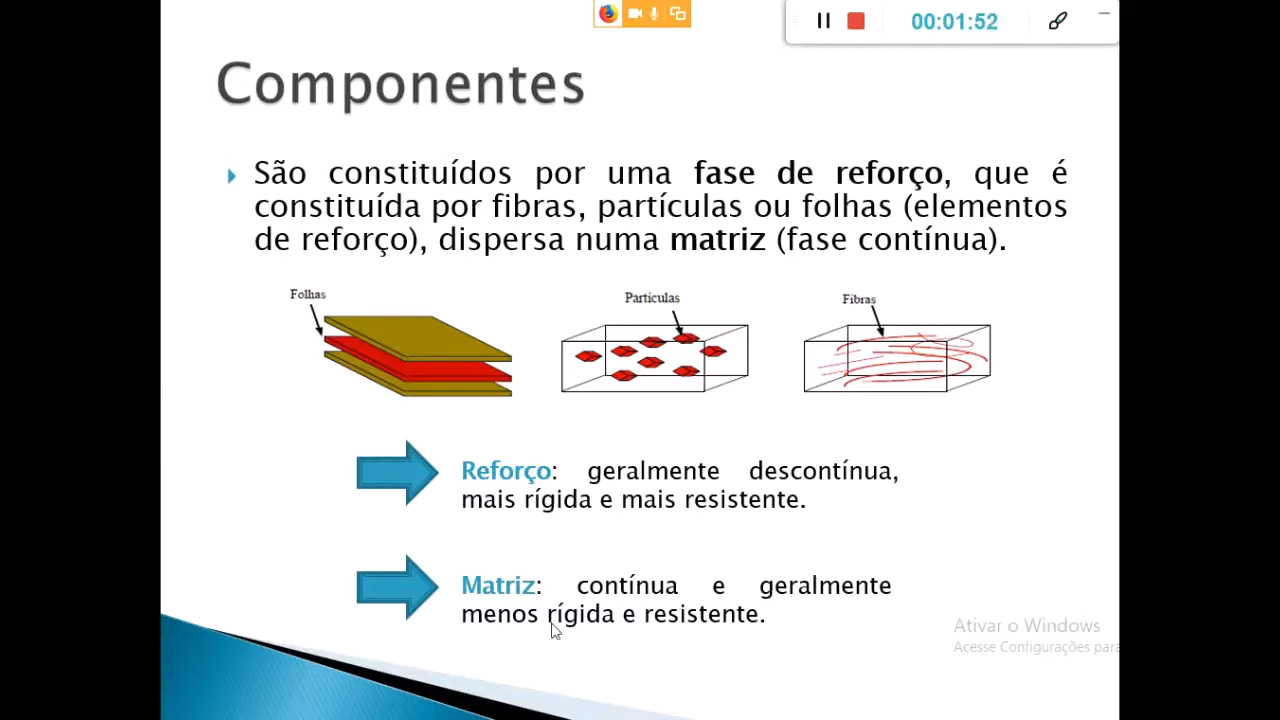 00:01:52
Componentes
São constituídos por uma fase de reforço, que é
constituída por fibras, partículas ou folhas (elementos
de reforço), dispersa numa matriz (fase contínua).
Folhas
Partículas
Fibras
Reforço: geralmente descontínua,
mais rígida e mais resistente.
Matriz: contínua e geralmente
menos rígida e resistente.
Ativar o Windows
Acesse Configurações para